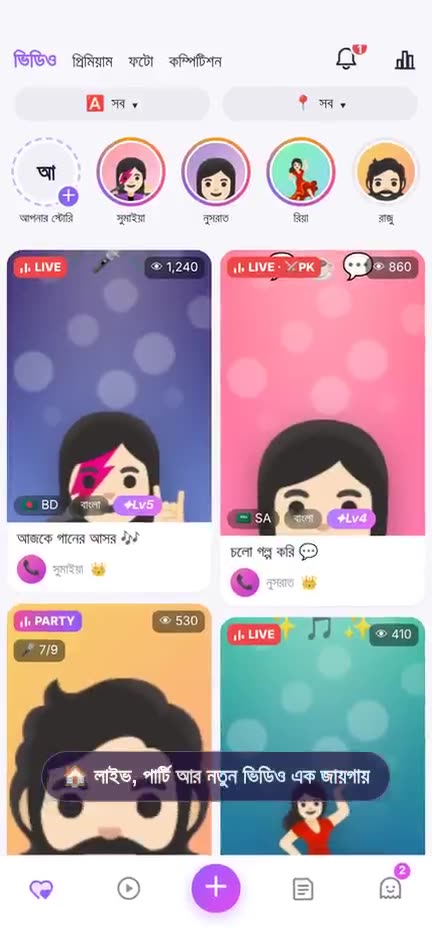 ভিডিও প্রিমিয়াম ফটো কম্পিটিশন 1
A সব ▾ সব ▾
আ
আপনার স্টোরি সুমাইয়া নুসরাত রিয়া রাজু
LIVE 1,240
LIVE · ⚔PK 860
BD বাংলা Lv5
SA বাংলা Lv4
আজকে গানের আসর 🎶
সুমাইয়া 👑
চলো গল্প করি 💬
নুসরাত 👑
PARTY 530
🎤 7/9
LIVE 410
🏠 লাইভ, পার্টি আর নতুন ভিডিও এক জায়গায়
2